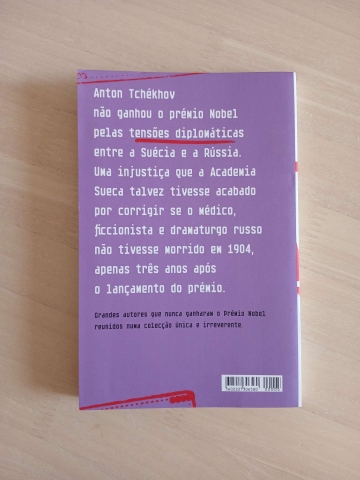 Anton Tchékhov
não ganhou o prémio Nobel
pelas tensões diplomáticas
entre a Suécia e a Rússia.
Uma injustiça que a Academia
Sueca talvez tivesse acabado
por corrigir se o médico,
ficcionista e dramaturgo russo
não tivesse morrido em 1904,
apenas três anos após
o lançamento do prémio.
Grandes autores que nunca ganharam o Prémio Nobel
reunidos numa colecção única e irreverente